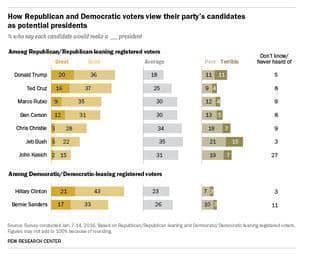 How Republican and Democratic voters view their party's candidates
as potential presidents
% who say each candidate would make a __ president
Among Republican/Republican-leaning registered voters
Great Good Average Poor Terrible Don't know/
Never heard of
Donald Trump 20 36 19 11 11 5
Ted Cruz 16 37 25 9 8
Marco Rubio 9 35 30 12 9
Ben Carson 12 31 30 13 8
Chris Christie 28 34 18 7 9
Jeb Bush 28 35 21 15 3
John Kasich 2 15 31 19 7 27
Among Democratic/Democratic-leaning registered voters
Hillary Clinton 21 43 23 7 3
Bernie Sanders 17 33 26 10 11
Source: Survey conducted Jan. 7-14, 2016. Based on Republican/Republican leaning and Democratic/Democratic-leaning registered voters.
Figures may not add to 100% because of rounding.
PEW RESEARCH CENTER